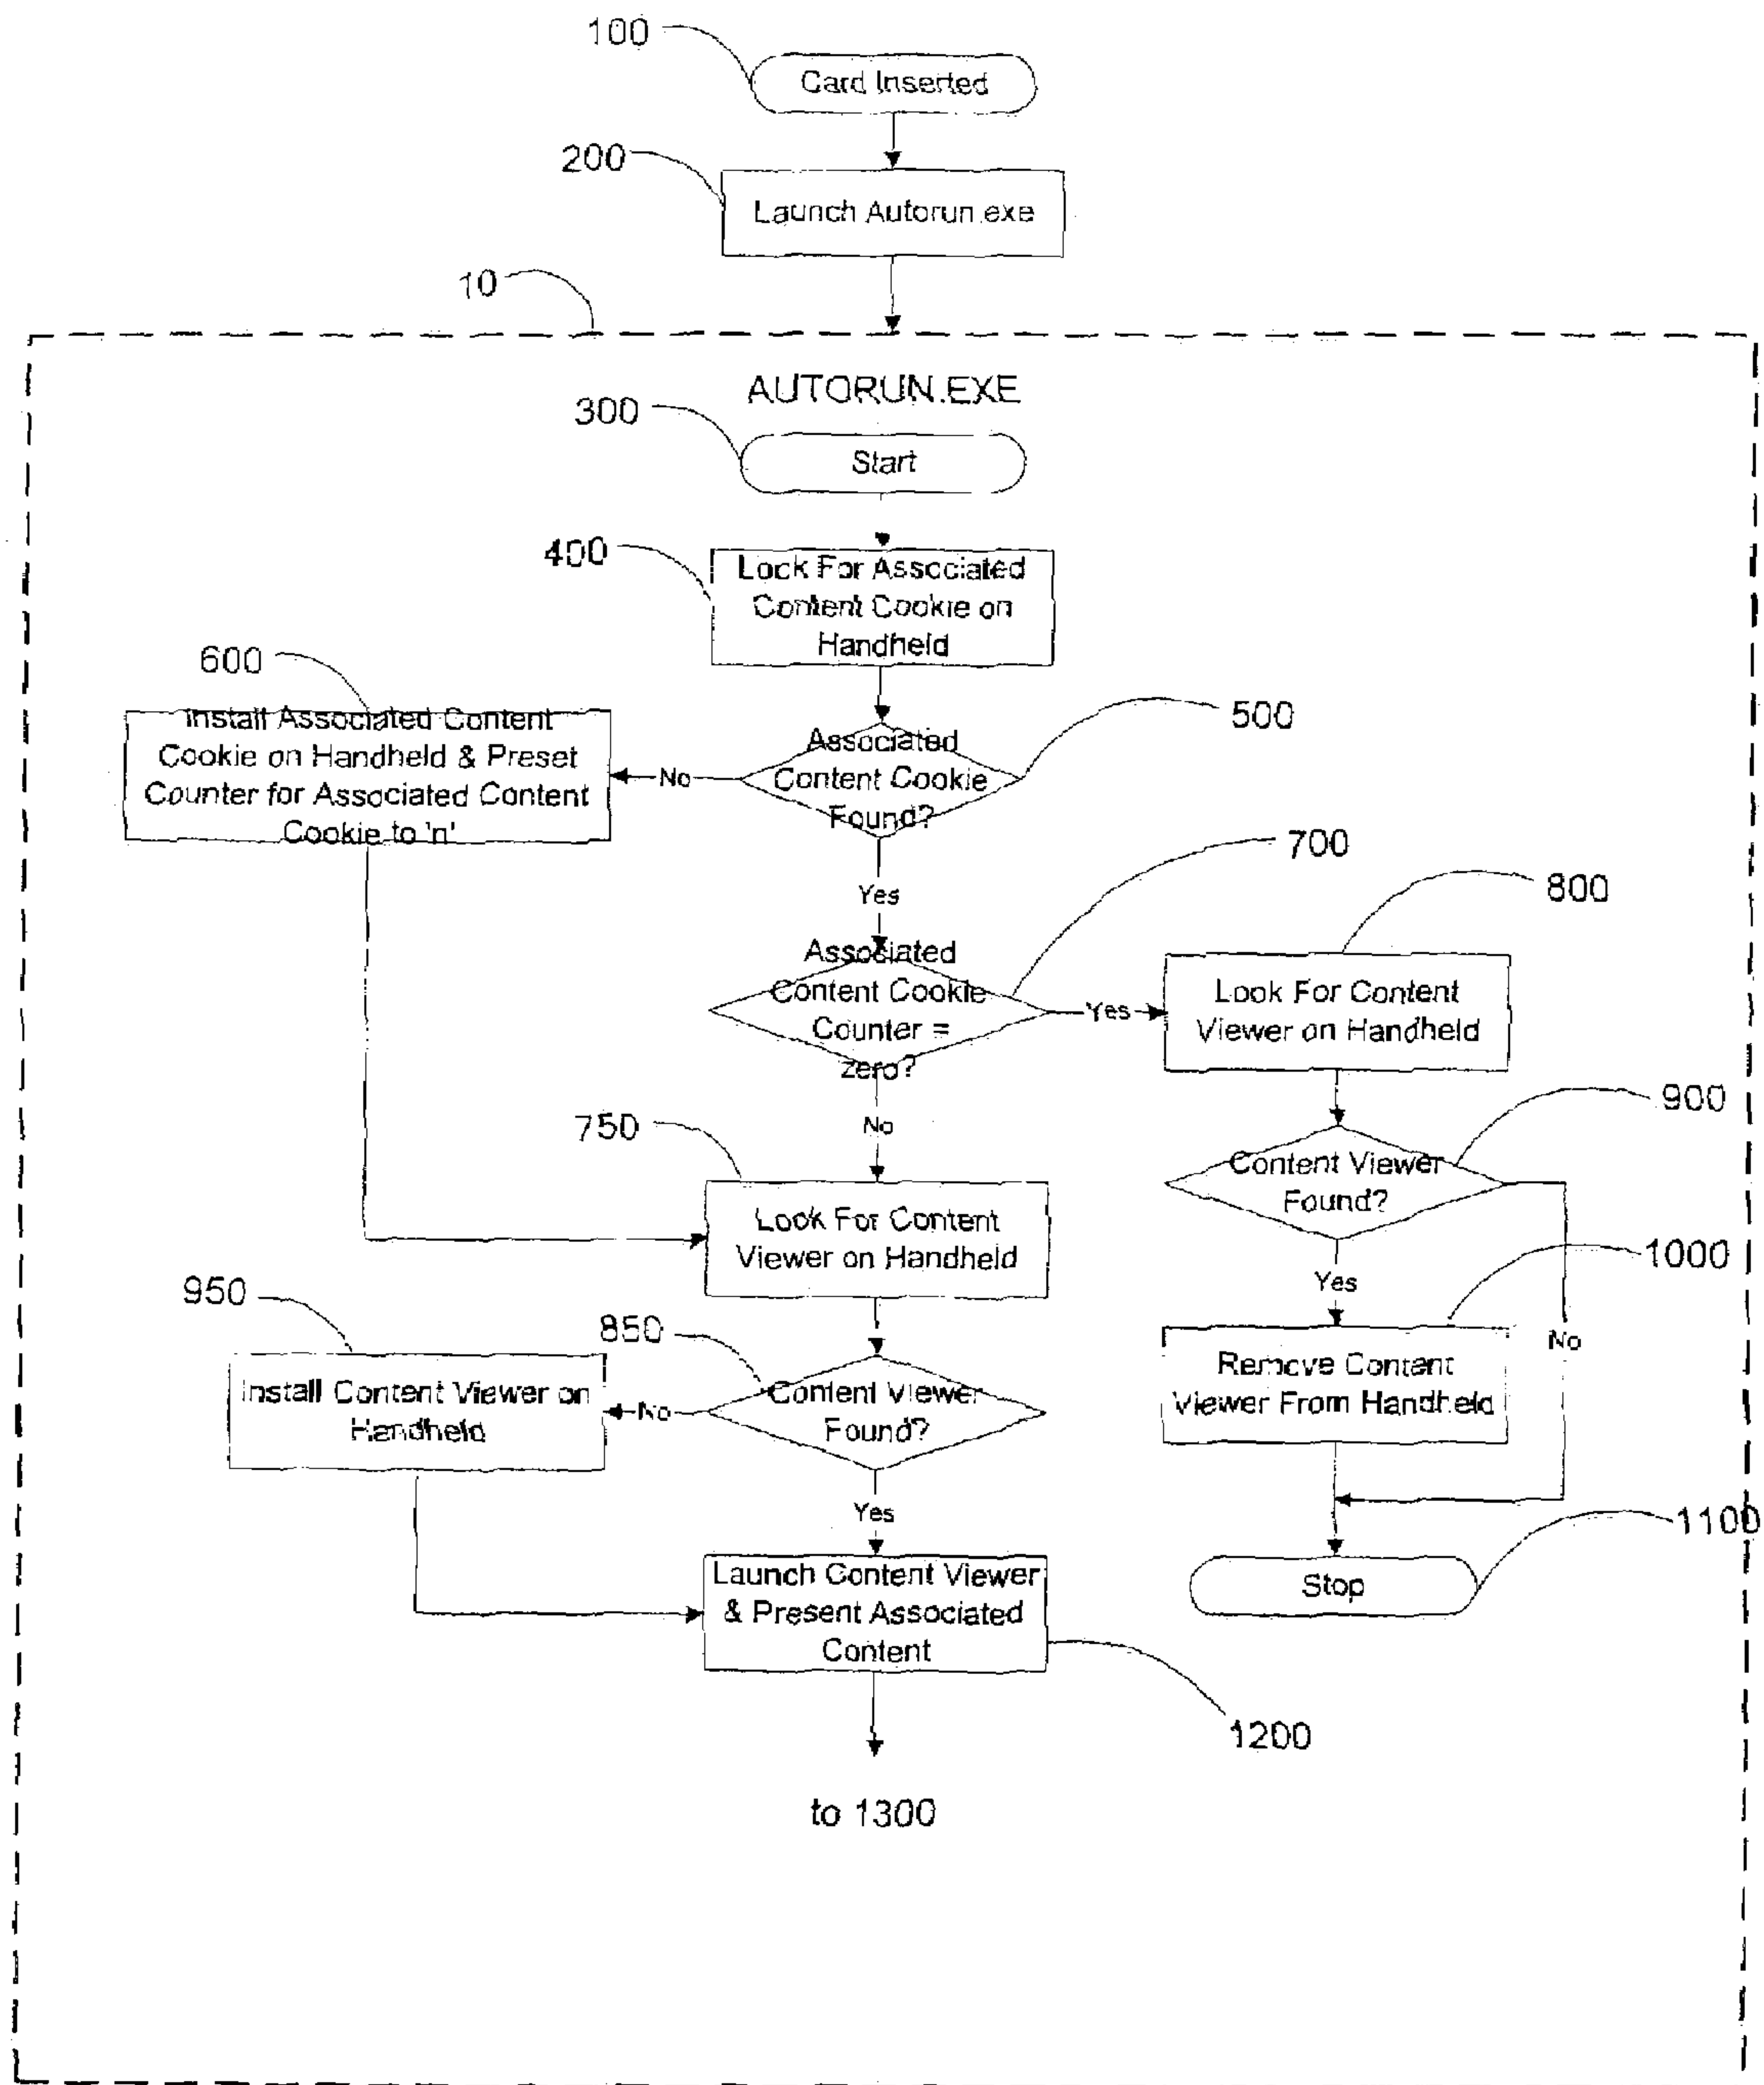 100
Card Inserted
200
Launch Autorun.exe
10
AUTORUN.EXE
300
Start
400
Look For Associated
Content Cookie on
Handheld
600
Install Associated Content
Cookie on Handheld & Preset
Counter for Associated Content
Cookie to 'n'
500
Associated
Content Cookie
Found?
No
Yes
700
Associated
Content Cookie
Counter =
zero?
Yes
No
800
Look For Content
Viewer on Handheld
750
Look For Content
Viewer on Handheld
900
Content Viewer
Found?
Yes
No
1000
Remove Content
Viewer From Handheld
950
Install Content Viewer on
Handheld
850
Content Viewer
Found?
No
Yes
1100
Stop
Launch Content Viewer
& Present Associated
Content
1200
to 1300